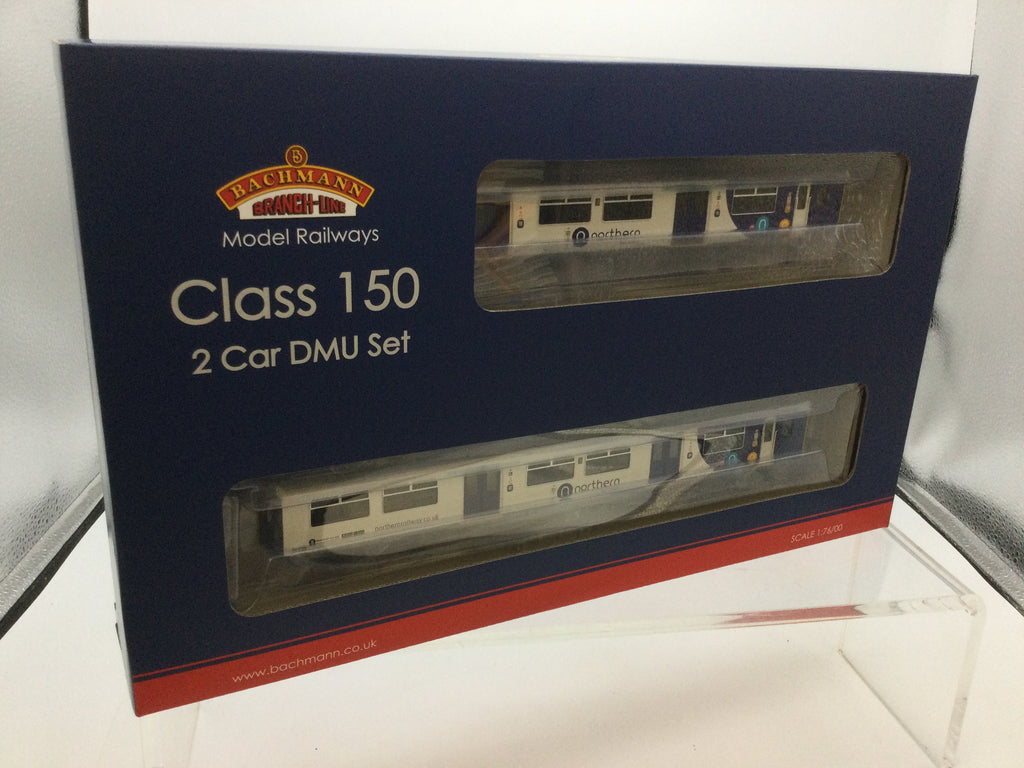 BACHMANN
BRANCH-LINE
Model Railways
Class 150
2 Car DMU Set
northern
northern
northernrailway.co.uk
SCALE 1:76/00
www.bachmann.co.uk